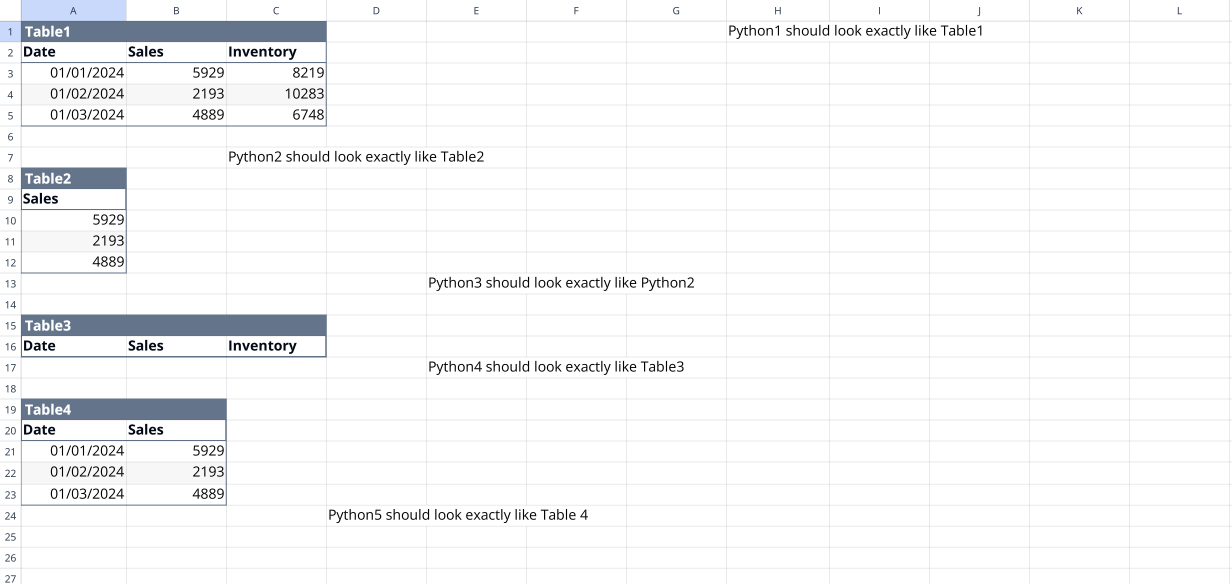 A B C D E F G H I J K L
1 Table1 Python1 should look exactly like Table1
2 Date Sales Inventory
3 01/01/2024 5929 8219
4 01/02/2024 2193 10283
5 01/03/2024 4889 6748
6
7 Python2 should look exactly like Table2
8 Table2
9 Sales
10 5929
11 2193
12 4889
13 Python3 should look exactly like Python2
14
15 Table3
16 Date Sales Inventory
17 Python4 should look exactly like Table3
18
19 Table4
20 Date Sales
21 01/01/2024 5929
22 01/02/2024 2193
23 01/03/2024 4889
24 Python5 should look exactly like Table 4
25
26
27